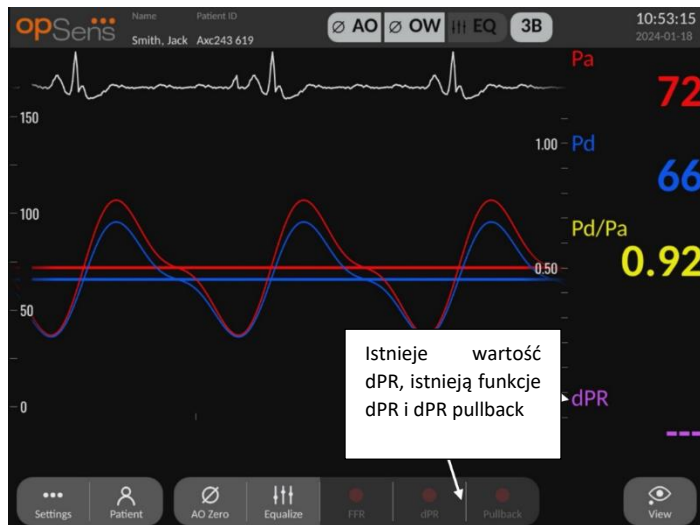 opSens
Name Patient ID
Smith, Jack Axc243 619
Ø AO Ø OW EQ 3B
10:53:15
2024-01-18
Pa
72
150
1.00
Pd
66
100
Pd/Pa
0.92
0.50
50
Istnieje wartość
dPR, istnieją funkcje
dPR i dPR pullback
dPR
0
---
Settings Patient AO Zero Equalize FFR dPR Pullback View